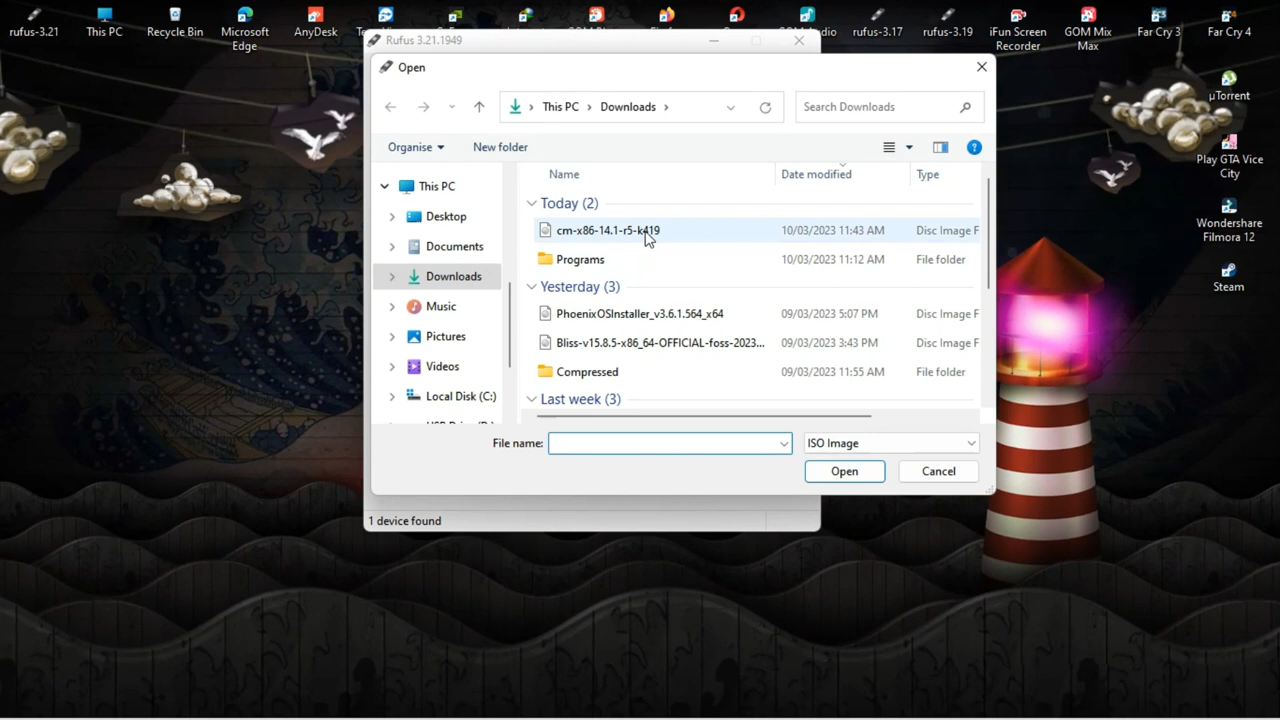 rufus-3.21
This PC
Recycle Bin
Microsoft
Edge
AnyDesk
Firefox
GOM Audio
rufus-3.17
rufus-3.19
iFun Screen
Recorder
GOM Mix
Max
Far Cry 3
Far Cry 4
µTorrent
Play GTA Vice
City
Wondershare
Filmora 12
Steam
Rufus 3.21.1949
Open
This PC
Downloads
Search Downloads
Organise
New folder
This PC
Desktop
Documents
Downloads
Music
Pictures
Videos
Local Disk (C:)
Name
Date modified
Type
Today (2)
cm-x86-14.1-r5-k419
10/03/2023 11:43 AM
Disc Image F
Programs
10/03/2023 11:12 AM
File folder
Yesterday (3)
PhoenixOSInstaller_v3.6.1.564_x64
09/03/2023 5:07 PM
Disc Image F
Bliss-v15.8.5-x86_64-OFFICIAL-foss-2023...
09/03/2023 3:43 PM
Disc Image F
Compressed
09/03/2023 11:55 AM
File folder
Last week (3)
File name:
ISO Image
Open
Cancel
1 device found